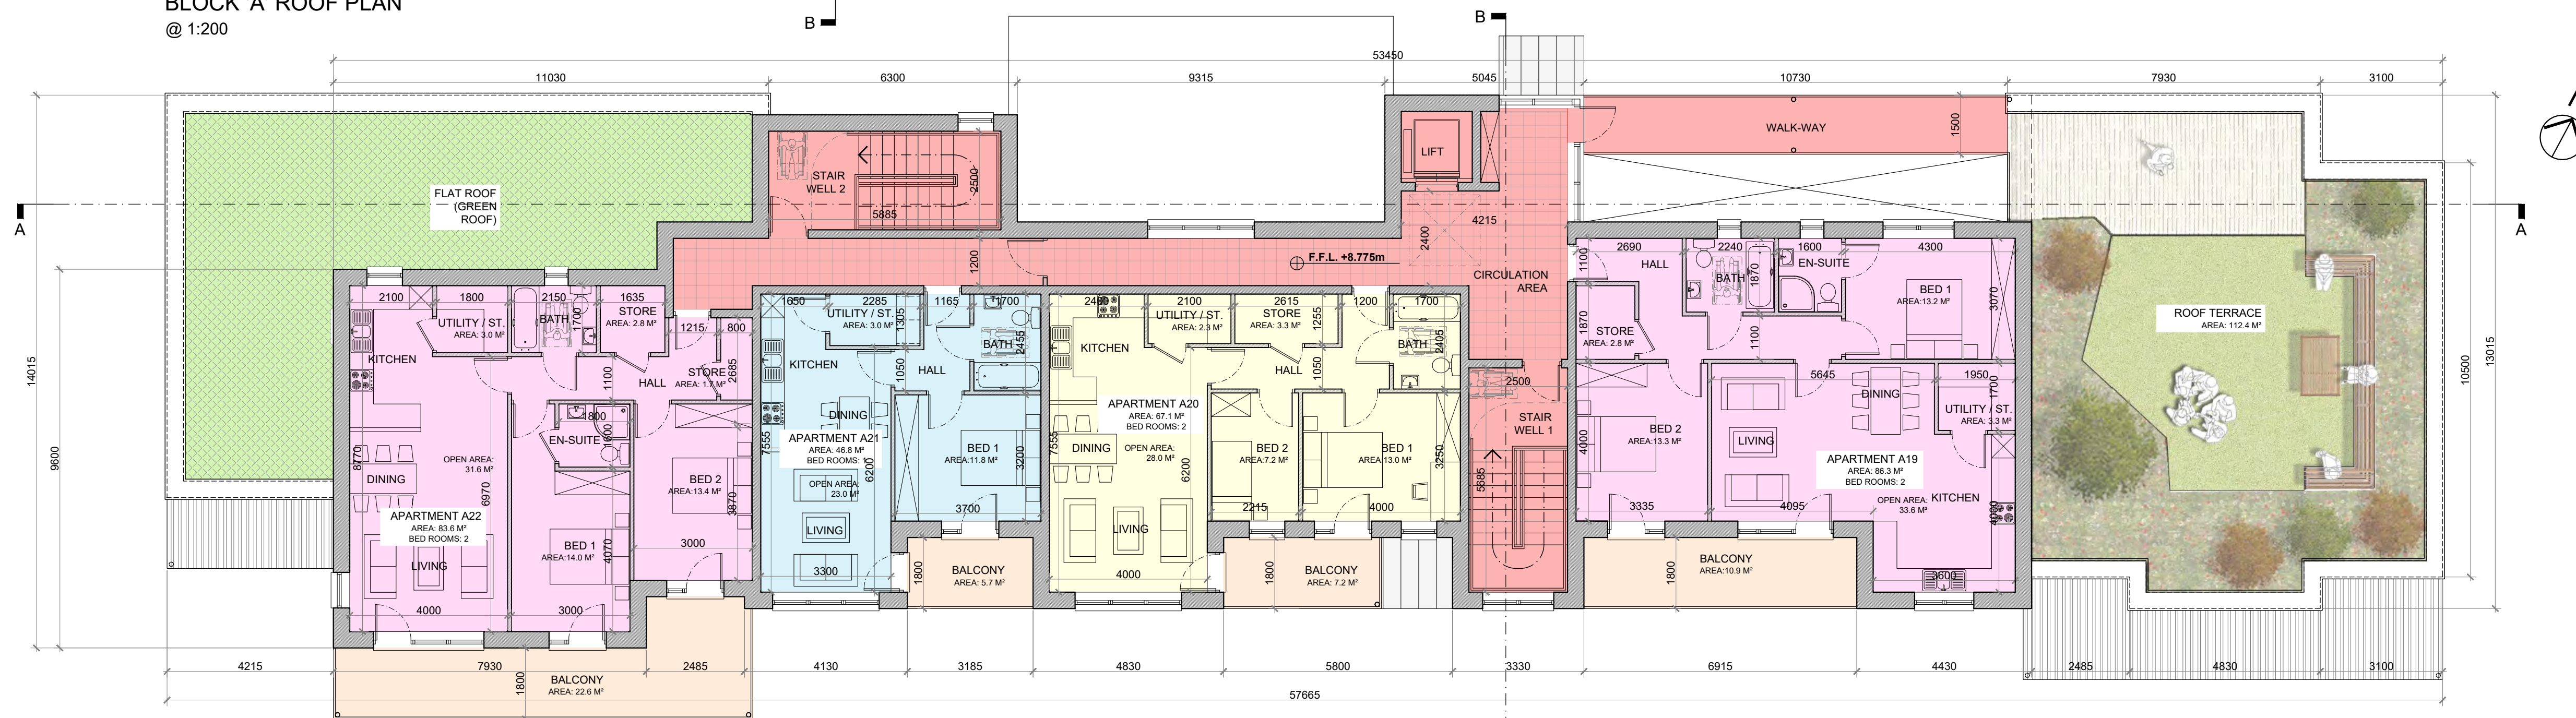 BLOCK 'A' ROOF PLAN
@ 1:200
B
B
53450
11030
6300
9315
5045
10730
7930
3100
A
A
14015
9600
10500
13015
FLAT ROOF
(GREEN
ROOF)
STAIR
WELL 2
2500
5885
1200
LIFT
4215
2400
F.F.L. +8.775m
CIRCULATION
AREA
WALK-WAY
1500
ROOF TERRACE
AREA: 112.4 M²
2100
1800
2150
1635
UTILITY / ST.
AREA: 3.0 M²
BATH
1700
STORE
AREA: 2.8 M²
1215
800
KITCHEN
HALL
1100
STORE
AREA: 1.7 M²
2685
1800
EN-SUITE
1600
8770
OPEN AREA:
31.6 M²
DINING
6970
BED 2
AREA:13.4 M²
3870
APARTMENT A22
AREA: 83.6 M²
BED ROOMS: 2
BED 1
AREA:14.0 M²
4070
3000
LIVING
4000
3000
BALCONY
AREA: 22.6 M²
1800
1650
2285
1165
1700
UTILITY / ST.
AREA: 3.0 M²
1305
BATH
2455
KITCHEN
1050
HALL
DINING
7555
APARTMENT A21
AREA: 46.8 M²
BED ROOMS: 1
6200
OPEN AREA:
23.0 M²
BED 1
AREA:11.8 M²
3200
3700
LIVING
3300
BALCONY
AREA: 5.7 M²
1800
2400
2100
2615
1200
1700
UTILITY / ST.
AREA: 2.3 M²
STORE
AREA: 3.3 M²
1255
BATH
2405
KITCHEN
HALL
1050
APARTMENT A20
AREA: 67.1 M²
BED ROOMS: 2
7555
DINING
OPEN AREA:
28.0 M²
6200
BED 2
AREA:7.2 M²
BED 1
AREA:13.0 M²
3250
2215
4000
LIVING
4000
BALCONY
AREA: 7.2 M²
1800
2500
STAIR
WELL 1
5685
2690
1100
HALL
2240
BATH
1870
1600
EN-SUITE
4300
BED 1
AREA:13.2 M²
3070
1870
STORE
AREA: 2.8 M²
1100
5645
DINING
1950
1700
UTILITY / ST.
AREA: 3.3 M²
BED 2
AREA:13.3 M²
4000
LIVING
APARTMENT A19
AREA: 86.3 M²
BED ROOMS: 2
OPEN AREA:
33.6 M²
KITCHEN
4000
3335
4095
3600
BALCONY
AREA:10.9 M²
1800
4215
7930
2485
4130
3185
4830
5800
3330
6915
4430
2485
4830
3100
57665